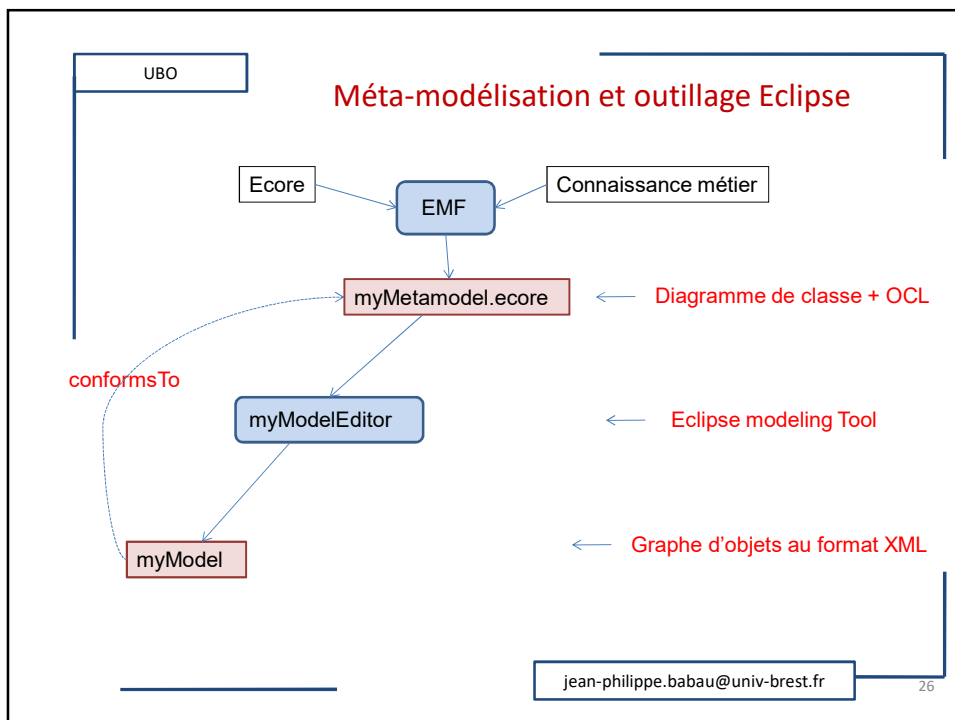 UBO
Méta-modélisation et outillage Eclipse
Ecore
Connaissance métier
EMF
myMetamodel.ecore
Diagramme de classe + OCL
conformsTo
myModelEditor
Eclipse modeling Tool
myModel
Graphe d'objets au format XML
jean-philippe.babau@univ-brest.fr
26